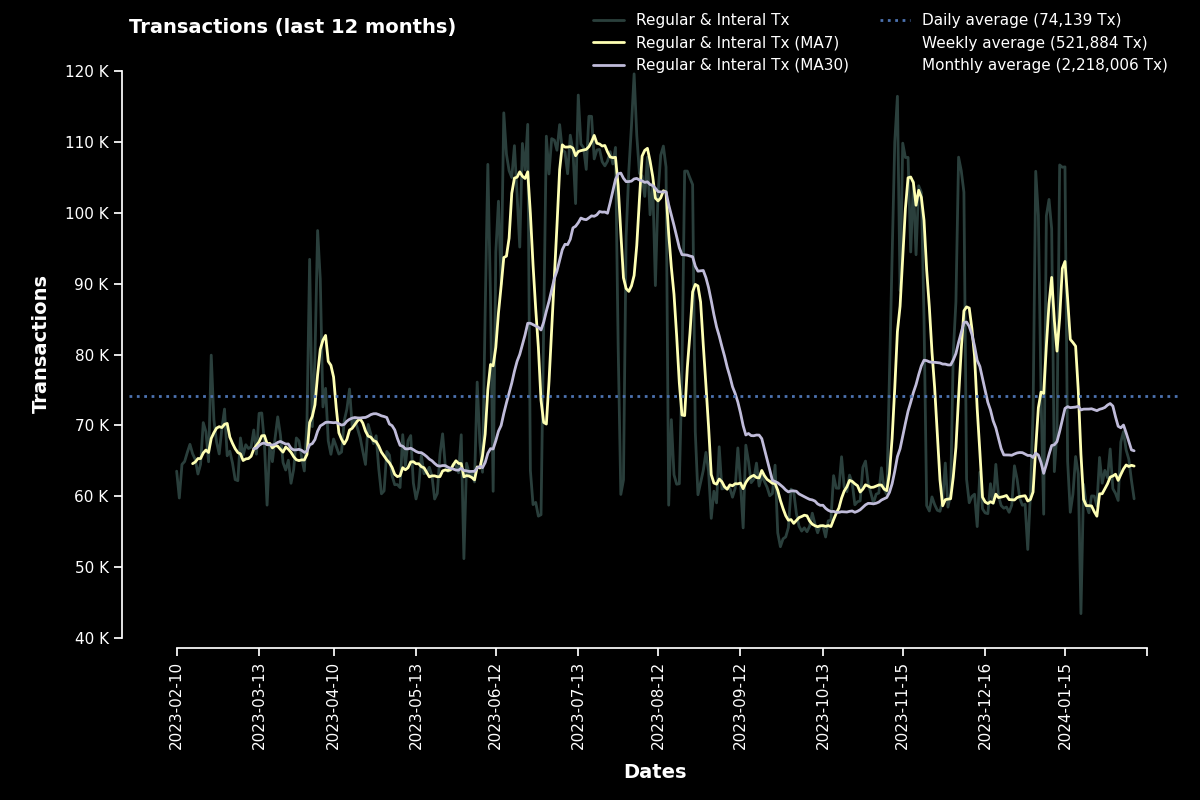 Transactions (last 12 months)
Regular & Interal Tx
Regular & Interal Tx (MA7)
Regular & Interal Tx (MA30)
Daily average (74,139 Tx)
Weekly average (521,884 Tx)
Monthly average (2,218,006 Tx)
120 K
110 K
100 K
90 K
80 K
70 K
60 K
50 K
40 K
Transactions
2023-02-10
2023-03-13
2023-04-10
2023-05-13
2023-06-12
2023-07-13
2023-08-12
2023-09-12
2023-10-13
2023-11-15
2023-12-16
2024-01-15
Dates